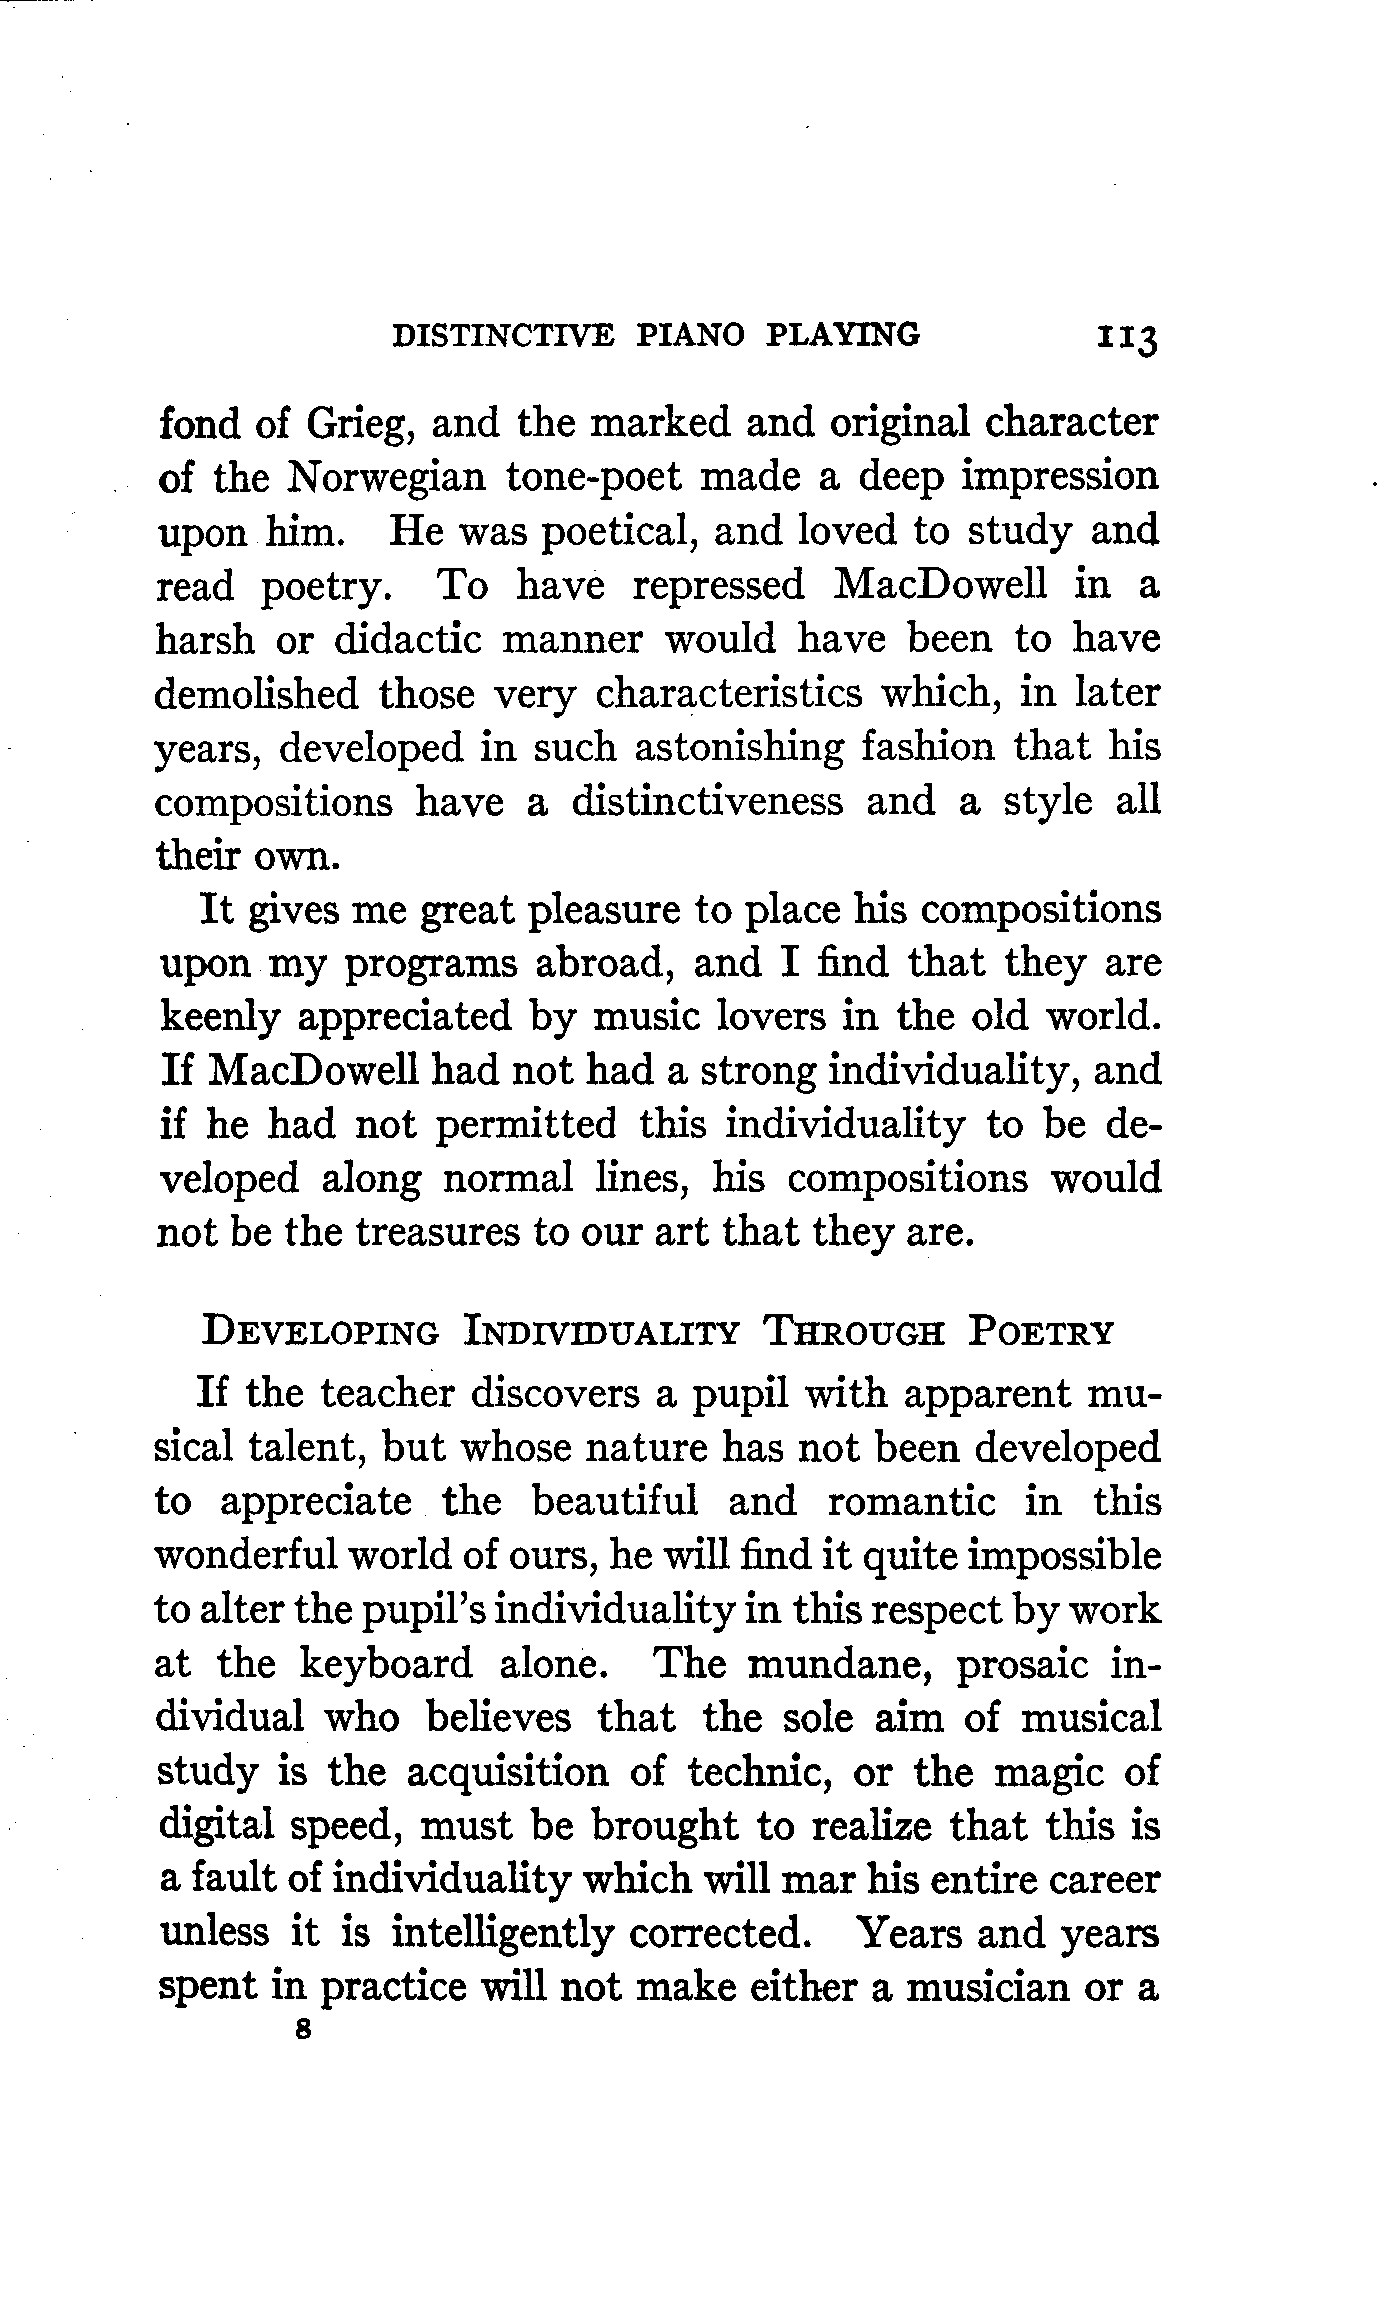 DISTINCTIVE PIANO PLAYING 113
fond of Grieg, and the marked and original character
of the Norwegian tone-poet made a deep impression
upon him. He was poetical, and loved to study and
read poetry. To have repressed MacDowell in a
harsh or didactic manner would have been to have
demolished those very characteristics which, in later
years, developed in such astonishing fashion that his
compositions have a distinctiveness and a style all
their own.
It gives me great pleasure to place his compositions
upon my programs abroad, and I find that they are
keenly appreciated by music lovers in the old world.
If MacDowell had not had a strong individuality, and
if he had not permitted this individuality to be de-
veloped along normal lines, his compositions would
not be the treasures to our art that they are.
DEVELOPING INDIVIDUALITY THROUGH POETRY
If the teacher discovers a pupil with apparent mu-
sical talent, but whose nature has not been developed
to appreciate the beautiful and romantic in this
wonderful world of ours, he will find it quite impossible
to alter the pupil's individuality in this respect by work
at the keyboard alone. The mundane, prosaic in-
dividual who believes that the sole aim of musical
study is the acquisition of technic, or the magic of
digital speed, must be brought to realize that this is
a fault of individuality which will mar his entire career
unless it is intelligently corrected. Years and years
spent in practice will not make either a musician or a
8